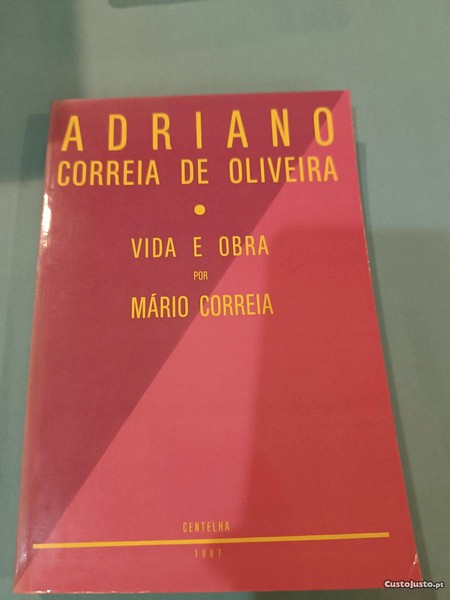 ADRIANO
CORREIA DE OLIVEIRA
•
VIDA E OBRA
POR
MÁRIO CORREIA
CENTELHA
1987
CustoJusto.pt